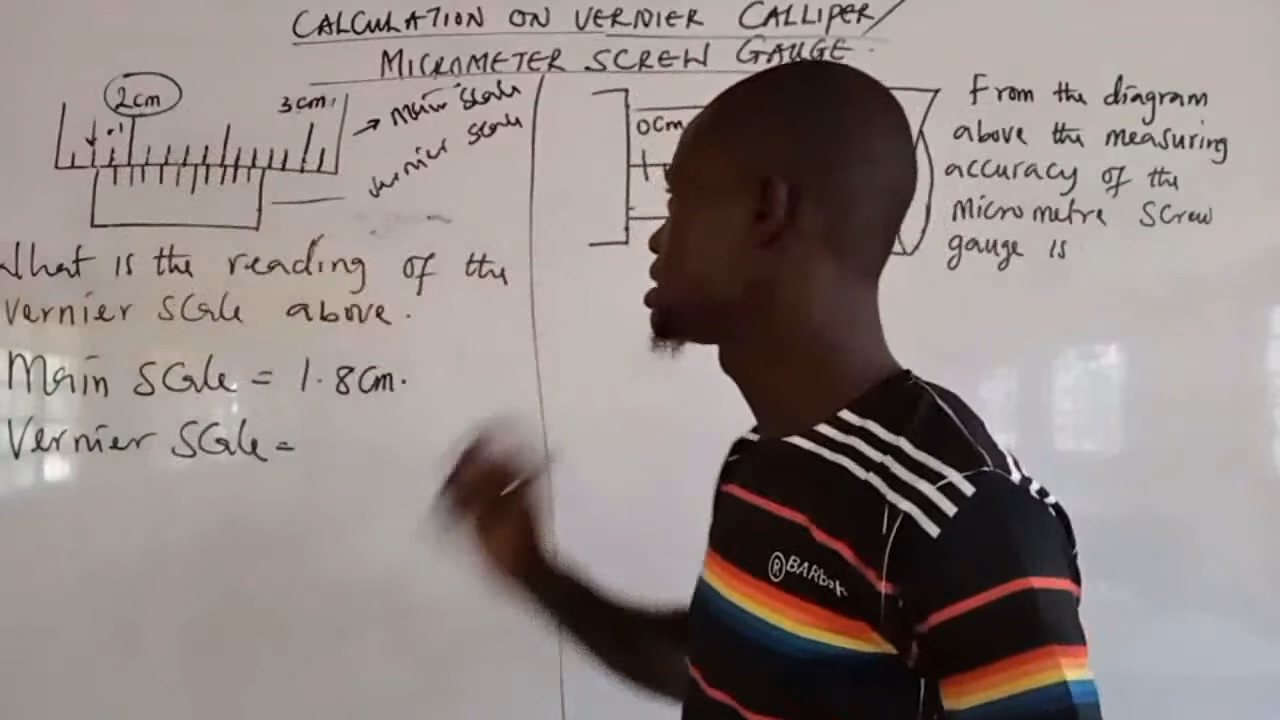 CALCULATION ON VERNIER CALLIPER/
MICROMETER SCREW GAUGE.
2cm
3cm
.1
→ Main scale
Vernier scale
What is the reading of the
vernier scale above.
Main scale = 1.8cm.
Vernier scale =
0cm
From the diagram
above the measuring
accuracy of the
micrometre screw
gauge is
® BARbor